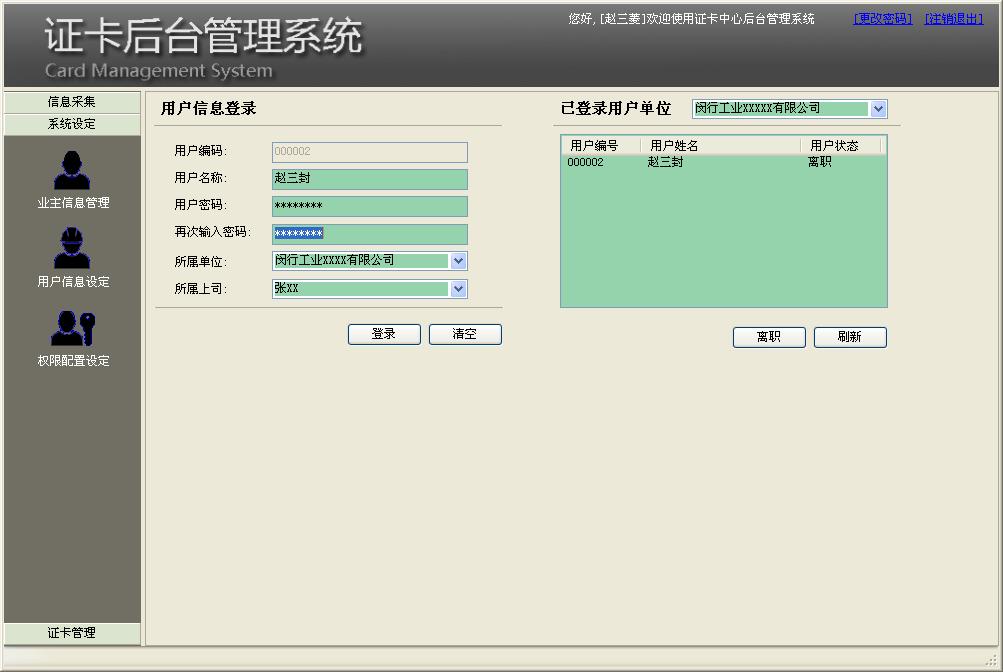 证卡后台管理系统
Card Management System
您好, [赵三菱]欢迎使用证卡中心后台管理系统
[更改密码]
[注销退出]
信息采集
系统设定
业主信息管理
用户信息设定
权限配置设定
证卡管理
用户信息登录
用户编码:
000002
用户名称:
赵三封
用户密码:
********
再次输入密码:
********
所属单位:
闵行工业XXXX有限公司
所属上司:
张XX
登录
清空
已登录用户单位
闵行工业XXXXX有限公司
用户编号 用户姓名 用户状态
000002 赵三封 离职
离职
刷新